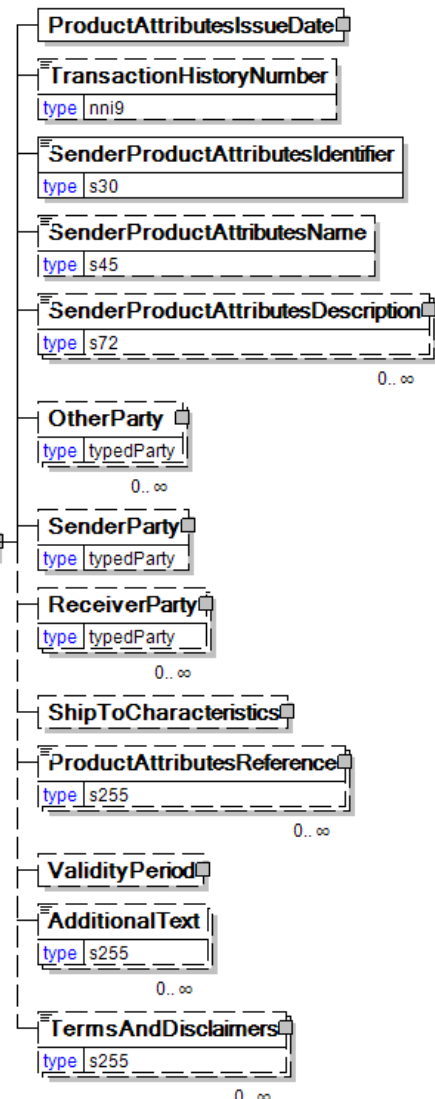 ProductAttributesIssueDate
TransactionHistoryNumber
type nni9
SenderProductAttributesIdentifier
type s30
SenderProductAttributesName
type s45
SenderProductAttributesDescription
type s72
0.. ∞
OtherParty
type typedParty
0.. ∞
SenderParty
type typedParty
ReceiverParty
type typedParty
0.. ∞
ShipToCharacteristics
ProductAttributesReference
type s255
0.. ∞
ValidityPeriod
AdditionalText
type s255
0.. ∞
TermsAndDisclaimers
type s255
0.. ∞